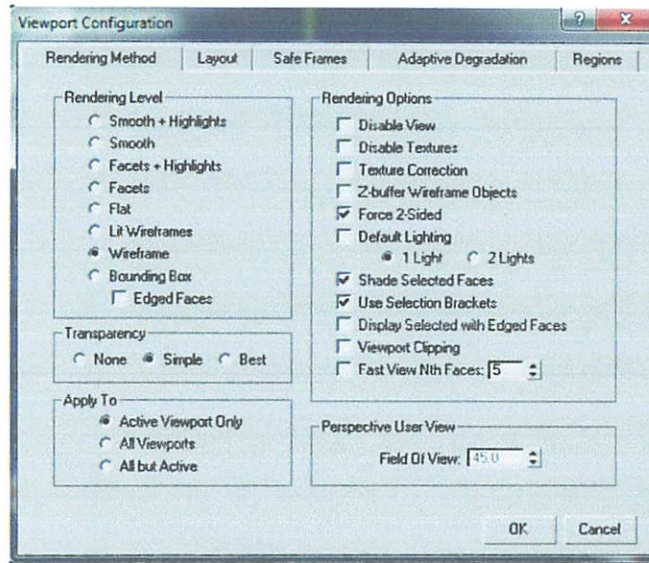 Viewport Configuration
Rendering Method
Layout
Safe Frames
Adaptive Degradation
Regions
Rendering Level
Smooth + Highlights
Smooth
Facets + Highlights
Facets
Flat
Lit Wireframes
Wireframe
Bounding Box
Edged Faces
Transparency
None Simple Best
Apply To
Active Viewport Only
All Viewports
All but Active
Rendering Options
Disable View
Disable Textures
Texture Correction
Z-buffer Wireframe Objects
Force 2-Sided
Default Lighting
1 Light 2 Lights
Shade Selected Faces
Use Selection Brackets
Display Selected with Edged Faces
Viewport Clipping
Fast View Nth Faces: 5
Perspective User View
Field Of View: 45.0
OK Cancel